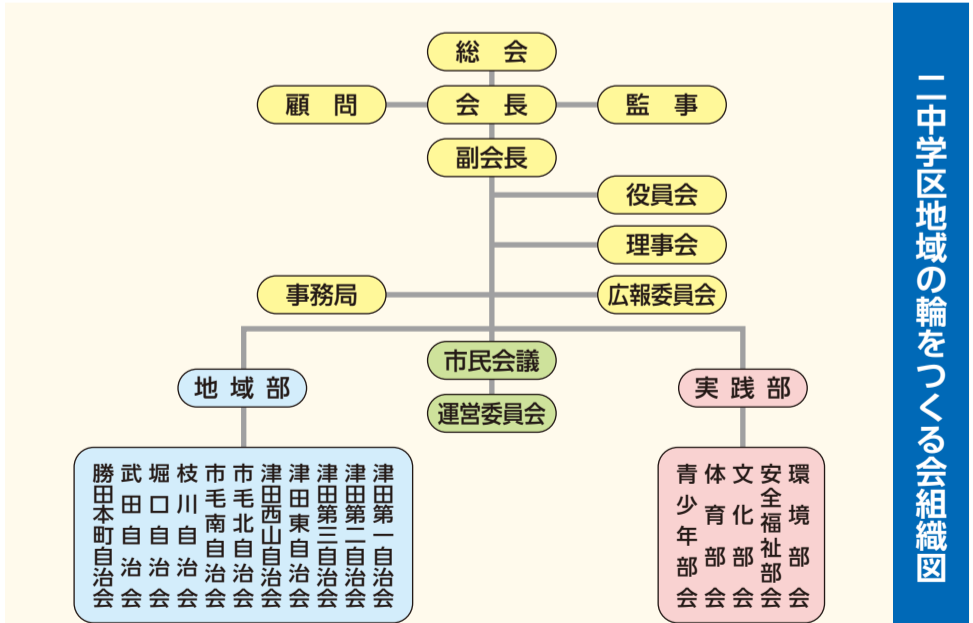 二中学区地域の輪をつくる会組織図
総会
顧問
会長
監事
副会長
役員会
理事会
事務局
広報委員会
市民会議
地域部
実践部
運営委員会
津田第一自治会
津田第二自治会
津田第三自治会
津田東自治会
津田西山自治会
市毛北自治会
市毛南自治会
枝川自治会
堀口自治会
武田自治会
勝田本町自治会
環境部会
安全福祉部会
文化部会
体育部会
青少年部会